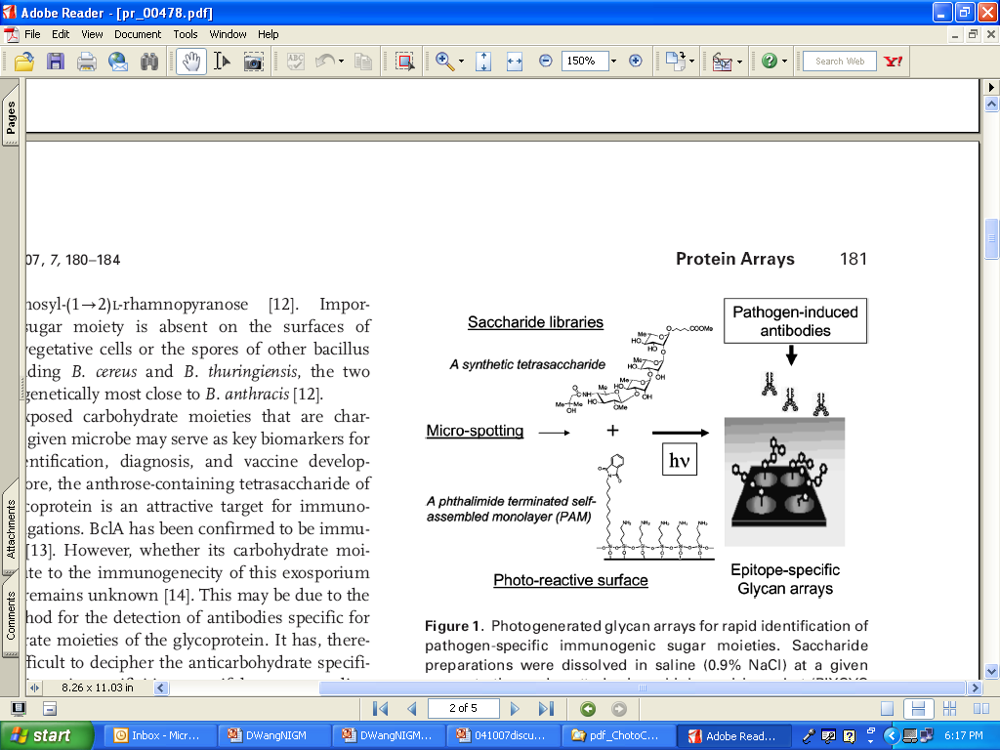 Adobe Reader - [pr_00478.pdf]
File Edit View Document Tools Window Help
150%
Search Web
Y!
Pages
Attachments
Comments
07, 7, 180–184
Protein Arrays 181
nosyl-(1→2)L-rhamnopyranose [12]. Impor-
sugar moiety is absent on the surfaces of
vegetative cells or the spores of other bacillus
ding B. cereus and B. thuringiensis, the two
genetically most close to B. anthracis [12].
xposed carbohydrate moieties that are char-
given microbe may serve as key biomarkers for
entification, diagnosis, and vaccine develop-
ore, the anthrose-containing tetrasaccharide of
coprotein is an attractive target for immuno-
gations. BclA has been confirmed to be immu-
[13]. However, whether its carbohydrate moi-
ute to the immunogenicity of this exosporium
remains unknown [14]. This may be due to the
hod for the detection of antibodies specific for
rate moieties of the glycoprotein. It has, there-
fficult to decipher the anticarbohydrate specifi-
Saccharide libraries
A synthetic tetrasaccharide
Micro-spotting
+
hν
A phthalimide terminated self-
assembled monolayer (PAM)
Photo-reactive surface
Pathogen-induced
antibodies
Epitope-specific
Glycan arrays
Figure 1. Photogenerated glycan arrays for rapid identification of
pathogen-specific immunogenic sugar moieties. Saccharide
preparations were dissolved in saline (0.9% NaCl) at a given
8.26 x 11.03 in
2 of 5
start
Inbox - Micr...
DWangNIGM
DWangNIGM...
041007discu...
pdf_ChotoC...
Adobe Read...
6:17 PM